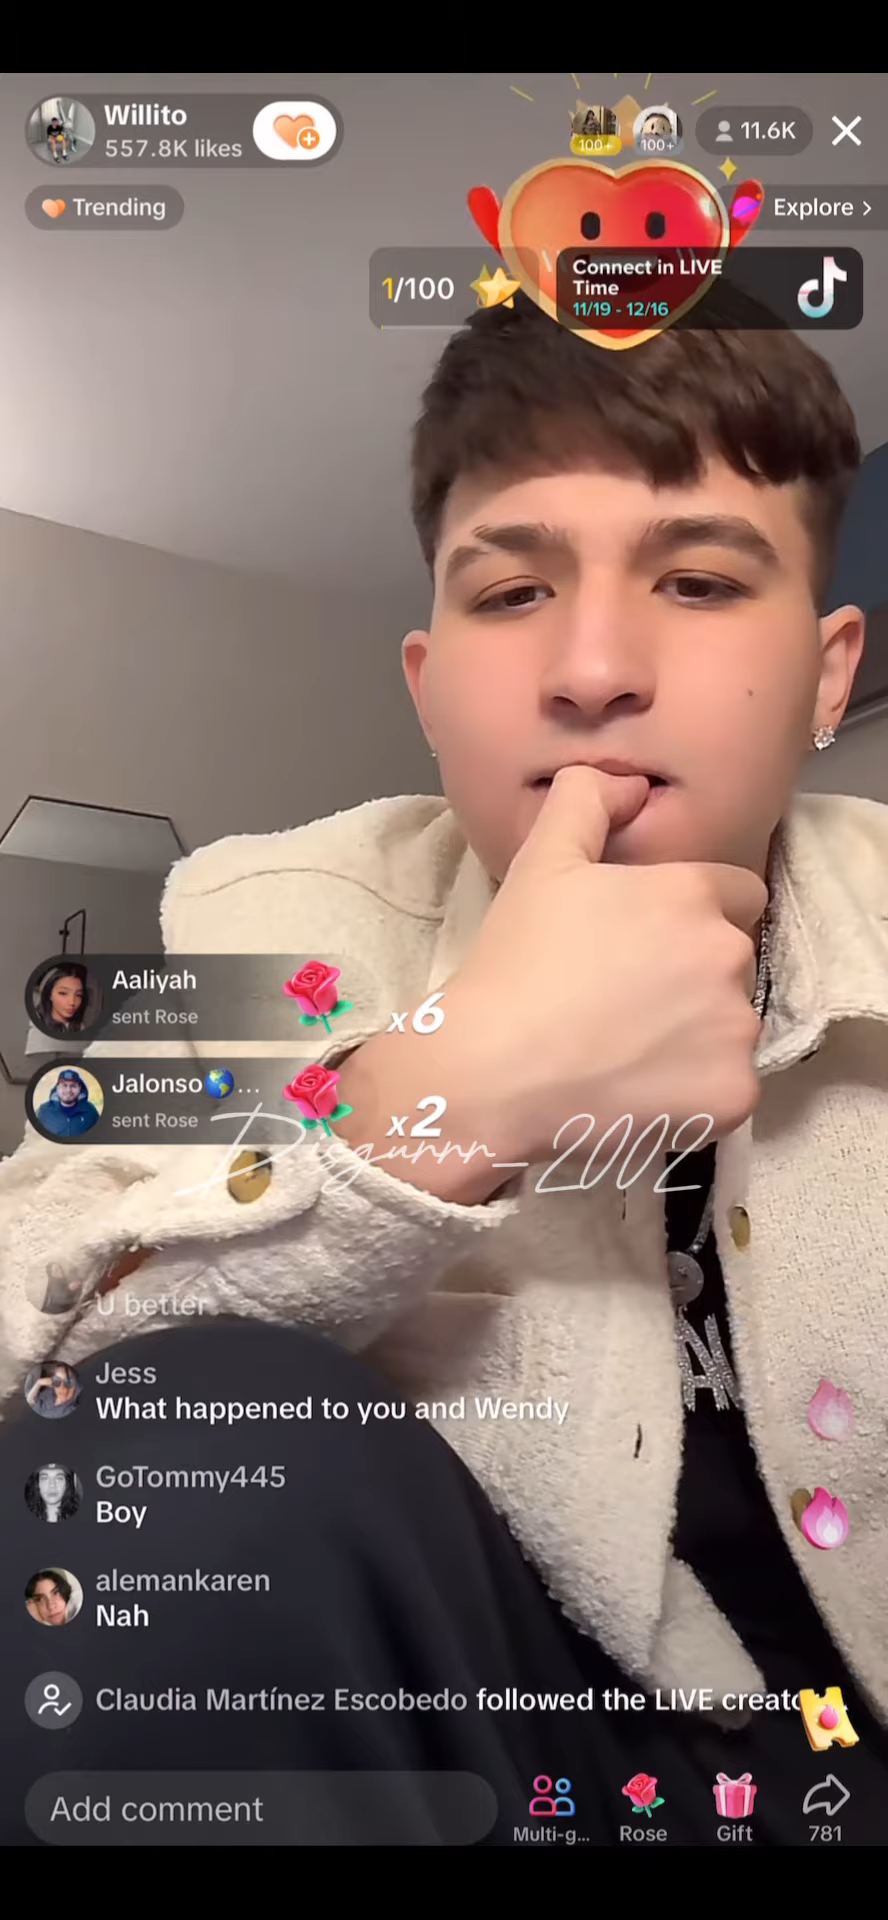 Willito
557.8K likes
100+
100+
11.6K
Trending
Explore >
1/100
Connect in LIVE
Time
11/19 - 12/16
Aaliyah
sent Rose
x6
Jalonso🌎...
sent Rose
x2
Disgunnr_2002
U better
Jess
What happened to you and Wendy
GoTommy445
Boy
alemankaren
Nah
Claudia Martínez Escobedo followed the LIVE creato
Add comment
Multi-g...
Rose
Gift
781